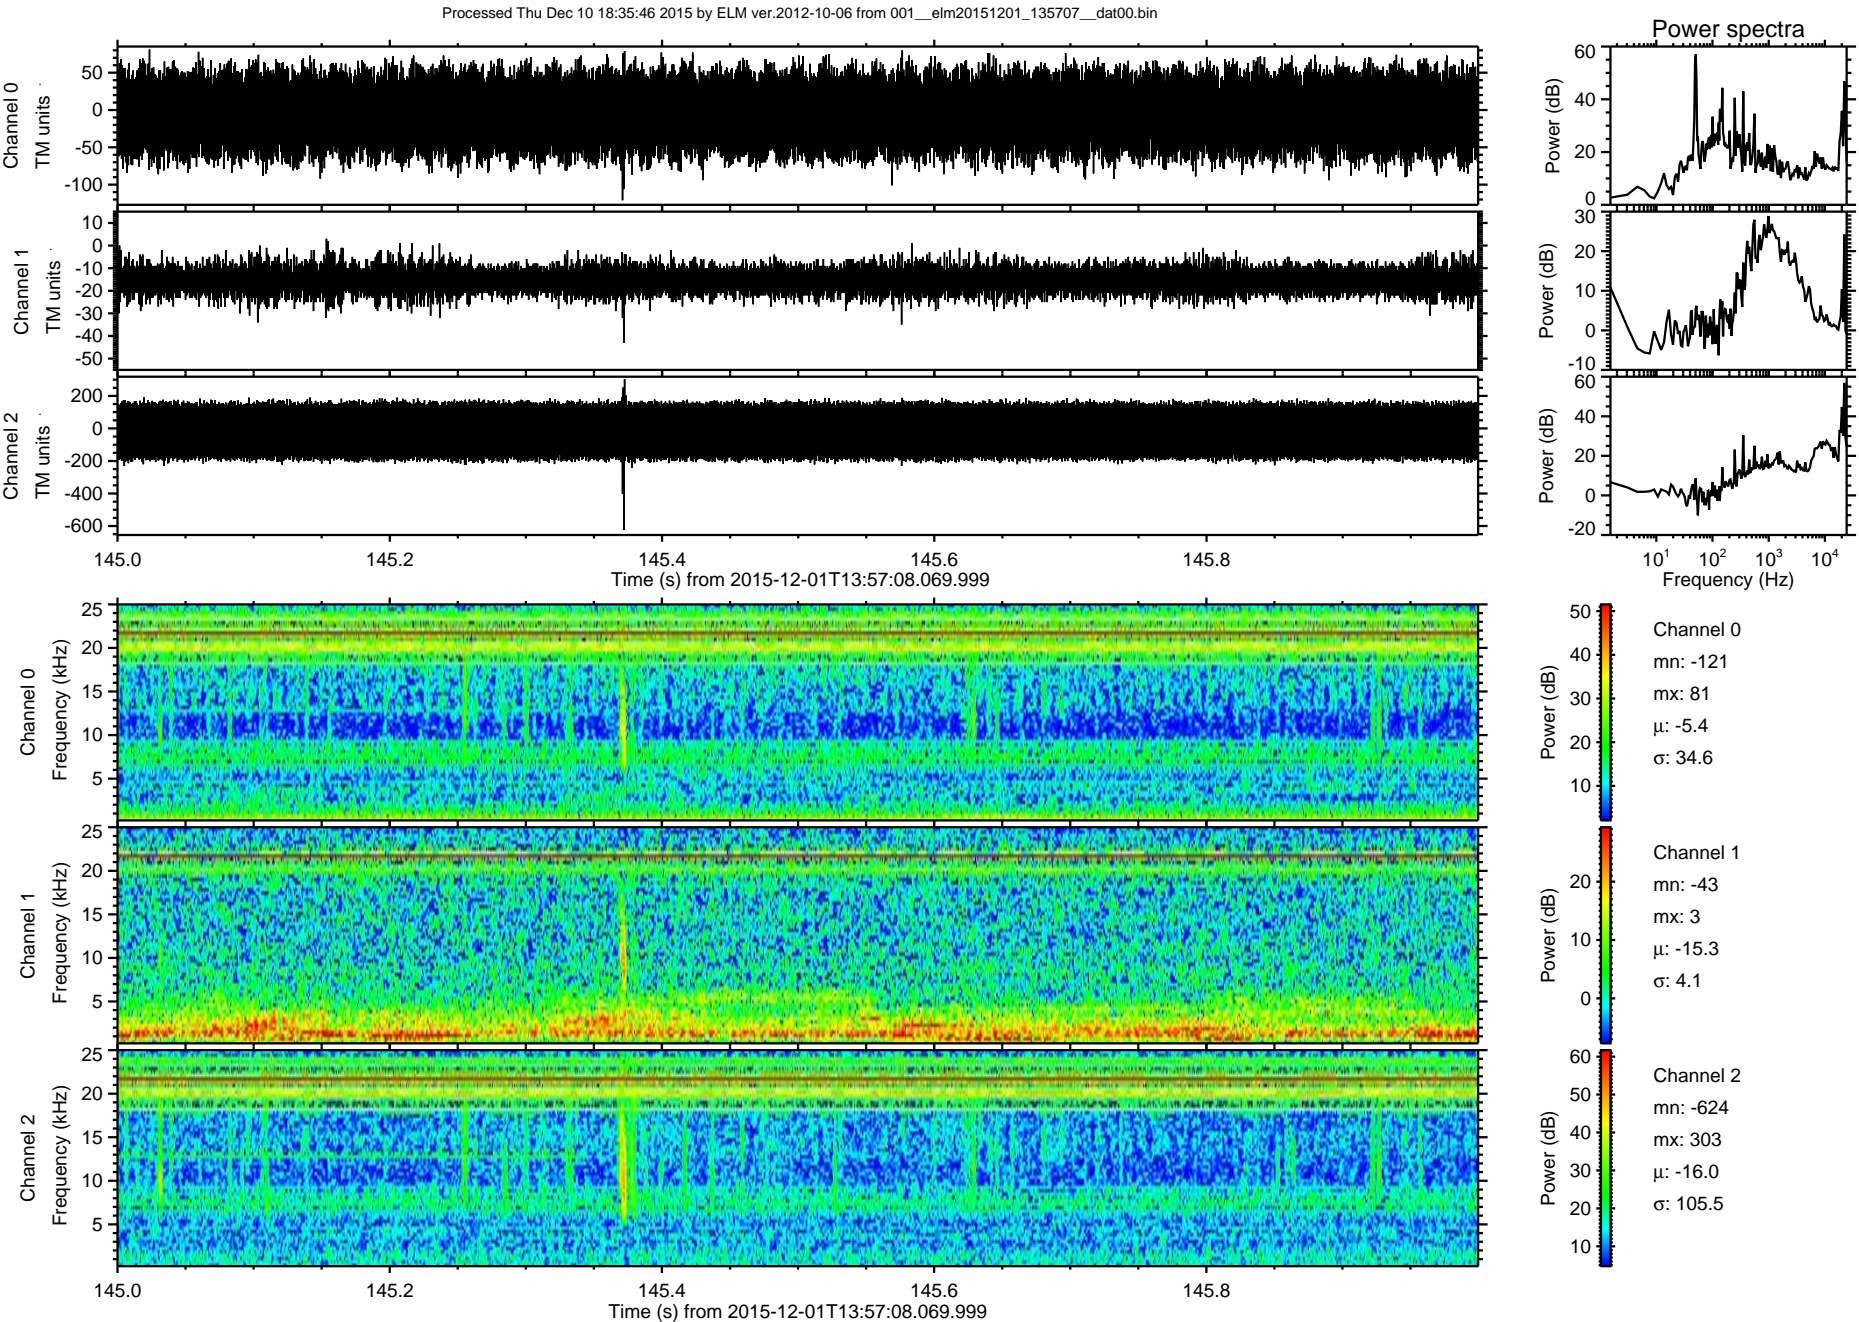 Processed Thu Dec 10 18:35:46 2015 by ELM ver.2012-10-06 from 001__elm20151201_135707__dat00.bin
Power spectra
Channel 0
TM units
50
0
-50
-100
Power (dB)
60
40
20
0
Channel 1
TM units
10
0
-10
-20
-30
-40
-50
Power (dB)
30
20
10
0
-10
Channel 2
TM units
200
0
-200
-400
-600
Power (dB)
60
40
20
0
-20
145.0 145.2 145.4 145.6 145.8
Time (s) from 2015-12-01T13:57:08.069.999
10¹ 10² 10³ 10⁴
Frequency (Hz)
Channel 0
Frequency (kHz)
25
20
15
10
5
Power (dB)
50
40
30
20
10
Channel 0
mn: -121
mx: 81
µ: -5.4
σ: 34.6
Channel 1
Frequency (kHz)
25
20
15
10
5
Power (dB)
20
10
0
Channel 1
mn: -43
mx: 3
µ: -15.3
σ: 4.1
Channel 2
Frequency (kHz)
25
20
15
10
5
Power (dB)
60
50
40
30
20
10
Channel 2
mn: -624
mx: 303
µ: -16.0
σ: 105.5
145.0 145.2 145.4 145.6 145.8
Time (s) from 2015-12-01T13:57:08.069.999